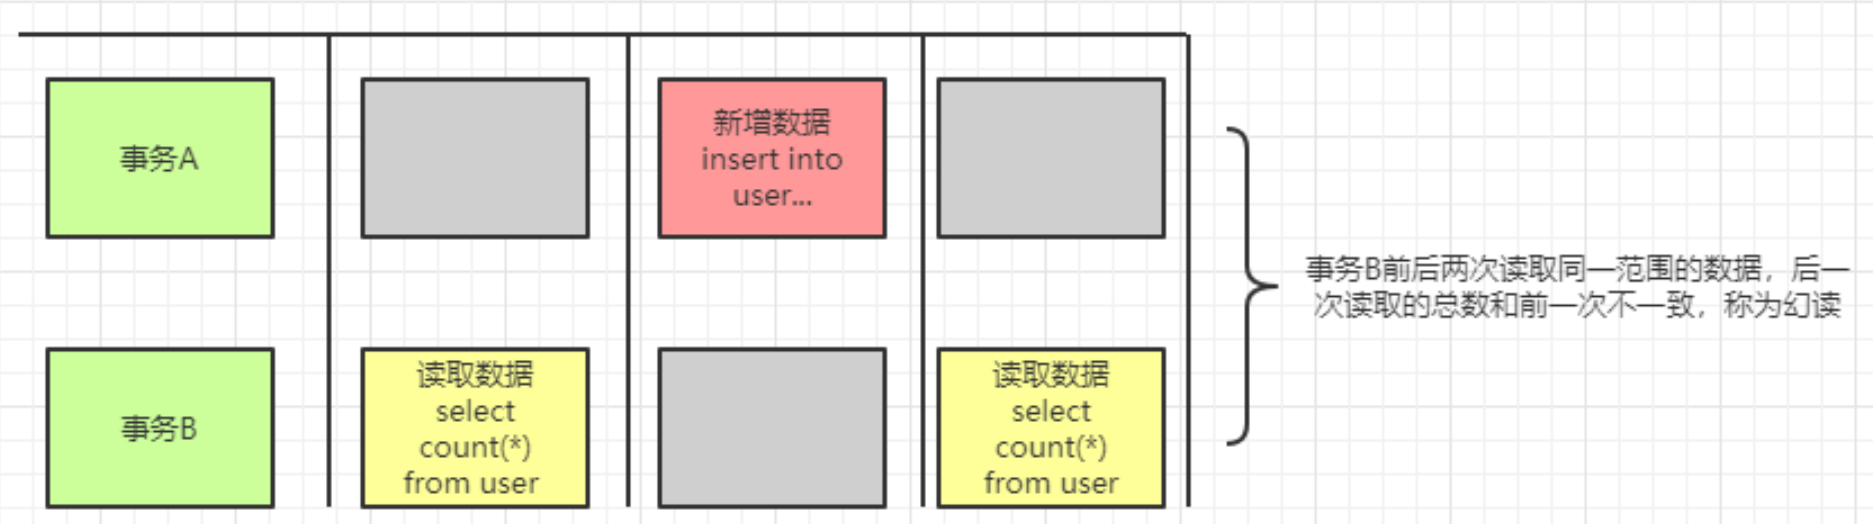 事务A
新增数据
insert into
user...
事务B前后两次读取同一范围的数据，后一
次读取的总数和前一次不一致，称为幻读
事务B
读取数据
select
count(*)
from user
读取数据
select
count(*)
from user